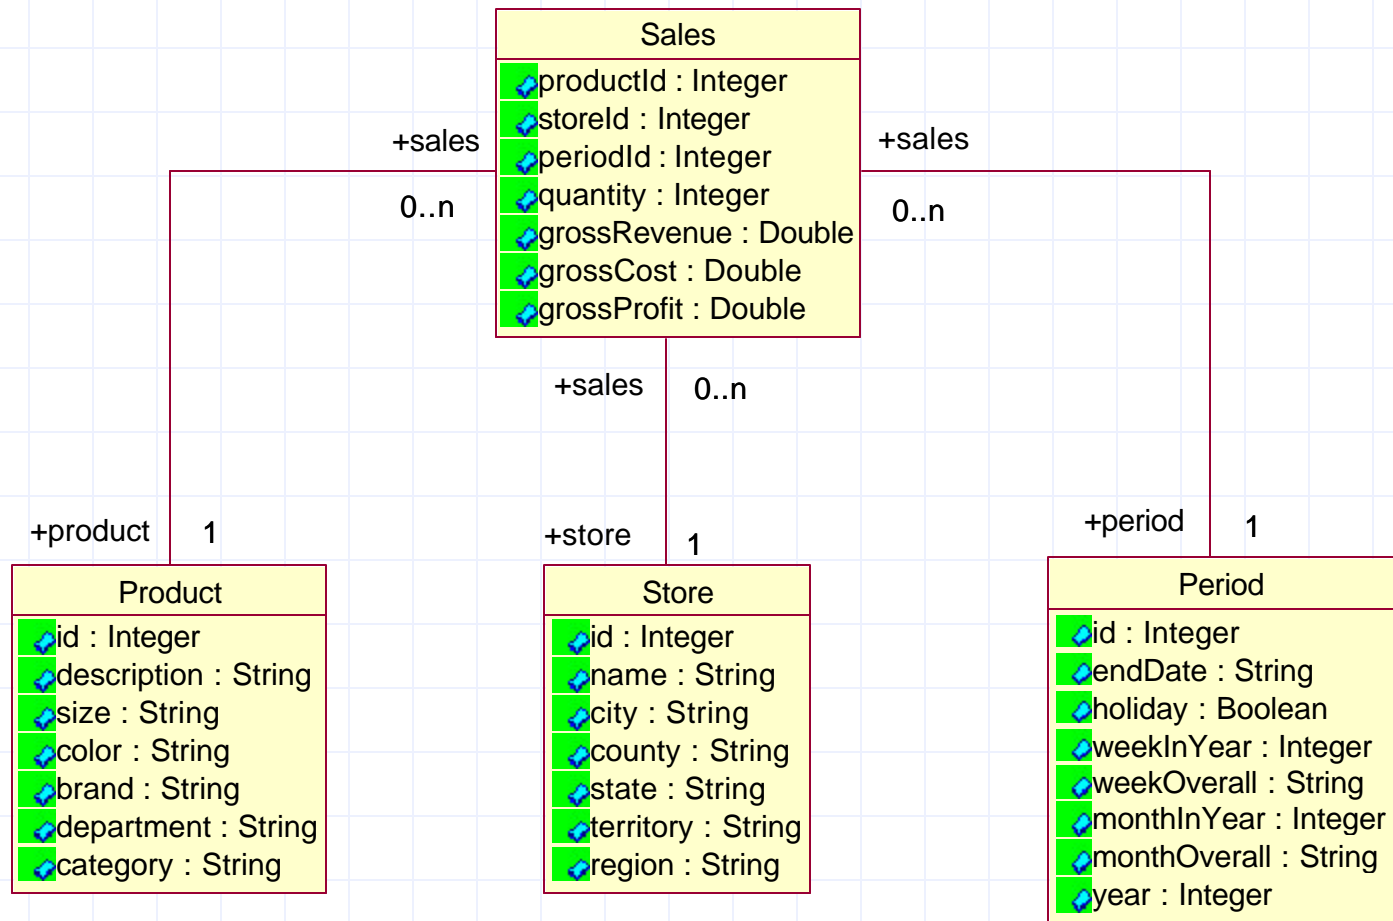 Sales
productId : Integer
storeId : Integer
periodId : Integer
quantity : Integer
grossRevenue : Double
grossCost : Double
grossProfit : Double
+sales
0..n
+sales
0..n
+sales
0..n
+product
1
+store
1
+period
1
Product
id : Integer
description : String
size : String
color : String
brand : String
department : String
category : String
Store
id : Integer
name : String
city : String
county : String
state : String
territory : String
region : String
Period
id : Integer
endDate : String
holiday : Boolean
weekInYear : Integer
weekOverall : String
monthInYear : Integer
monthOverall : String
year : Integer